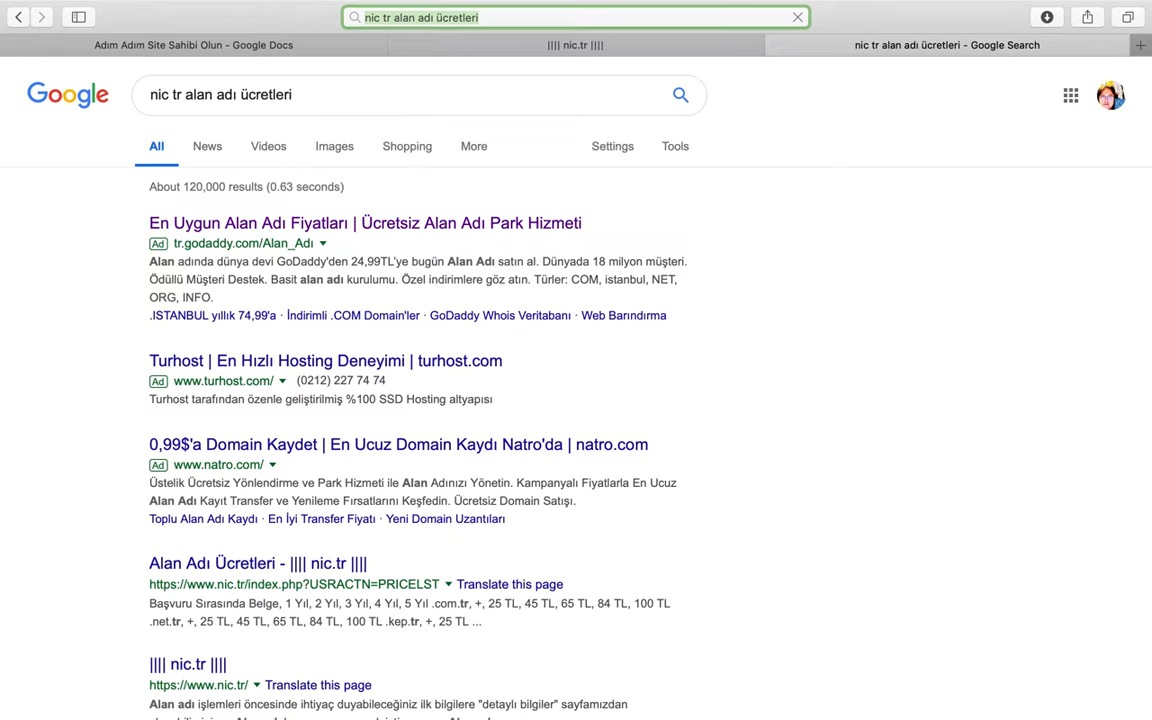 nic tr alan adı ücretleri
Adım Adım Site Sahibi Olun - Google Docs
|||| nic.tr ||||
nic tr alan adı ücretleri - Google Search
Google
nic tr alan adı ücretleri
All News Videos Images Shopping More Settings Tools
About 120,000 results (0.63 seconds)
En Uygun Alan Adı Fiyatları | Ücretsiz Alan Adı Park Hizmeti
Ad tr.godaddy.com/Alan_Adı
Alan adında dünya devi GoDaddy'den 24,99TL'ye bugün Alan Adı satın al. Dünyada 18 milyon müşteri.
Ödüllü Müşteri Destek. Basit alan adı kurulumu. Özel indirimlere göz atın. Türler: COM, istanbul, NET,
ORG, INFO.
.ISTANBUL yıllık 74,99'a · İndirimli .COM Domain'ler · GoDaddy Whois Veritabanı · Web Barındırma
Turhost | En Hızlı Hosting Deneyimi | turhost.com
Ad www.turhost.com/ (0212) 227 74 74
Turhost tarafından özenle geliştirilmiş %100 SSD Hosting altyapısı
0,99$'a Domain Kaydet | En Ucuz Domain Kaydı Natro'da | natro.com
Ad www.natro.com/
Üstelik Ücretsiz Yönlendirme ve Park Hizmeti ile Alan Adınızı Yönetin. Kampanyalı Fiyatlarla En Ucuz
Alan Adı Kayıt Transfer ve Yenileme Fırsatlarını Keşfedin. Ücretsiz Domain Satışı.
Toplu Alan Adı Kaydı · En İyi Transfer Fiyatı · Yeni Domain Uzantıları
Alan Adı Ücretleri - |||| nic.tr ||||
https://www.nic.tr/index.php?USRACTN=PRICELST Translate this page
Başvuru Sırasında Belge, 1 Yıl, 2 Yıl, 3 Yıl, 4 Yıl, 5 Yıl .com.tr, +, 25 TL, 45 TL, 65 TL, 84 TL, 100 TL
.net.tr, +, 25 TL, 45 TL, 65 TL, 84 TL, 100 TL .kep.tr, +, 25 TL ...
|||| nic.tr ||||
https://www.nic.tr/ Translate this page
Alan adı işlemleri öncesinde ihtiyaç duyabileceğiniz ilk bilgilere "detaylı bilgiler" sayfamızdan